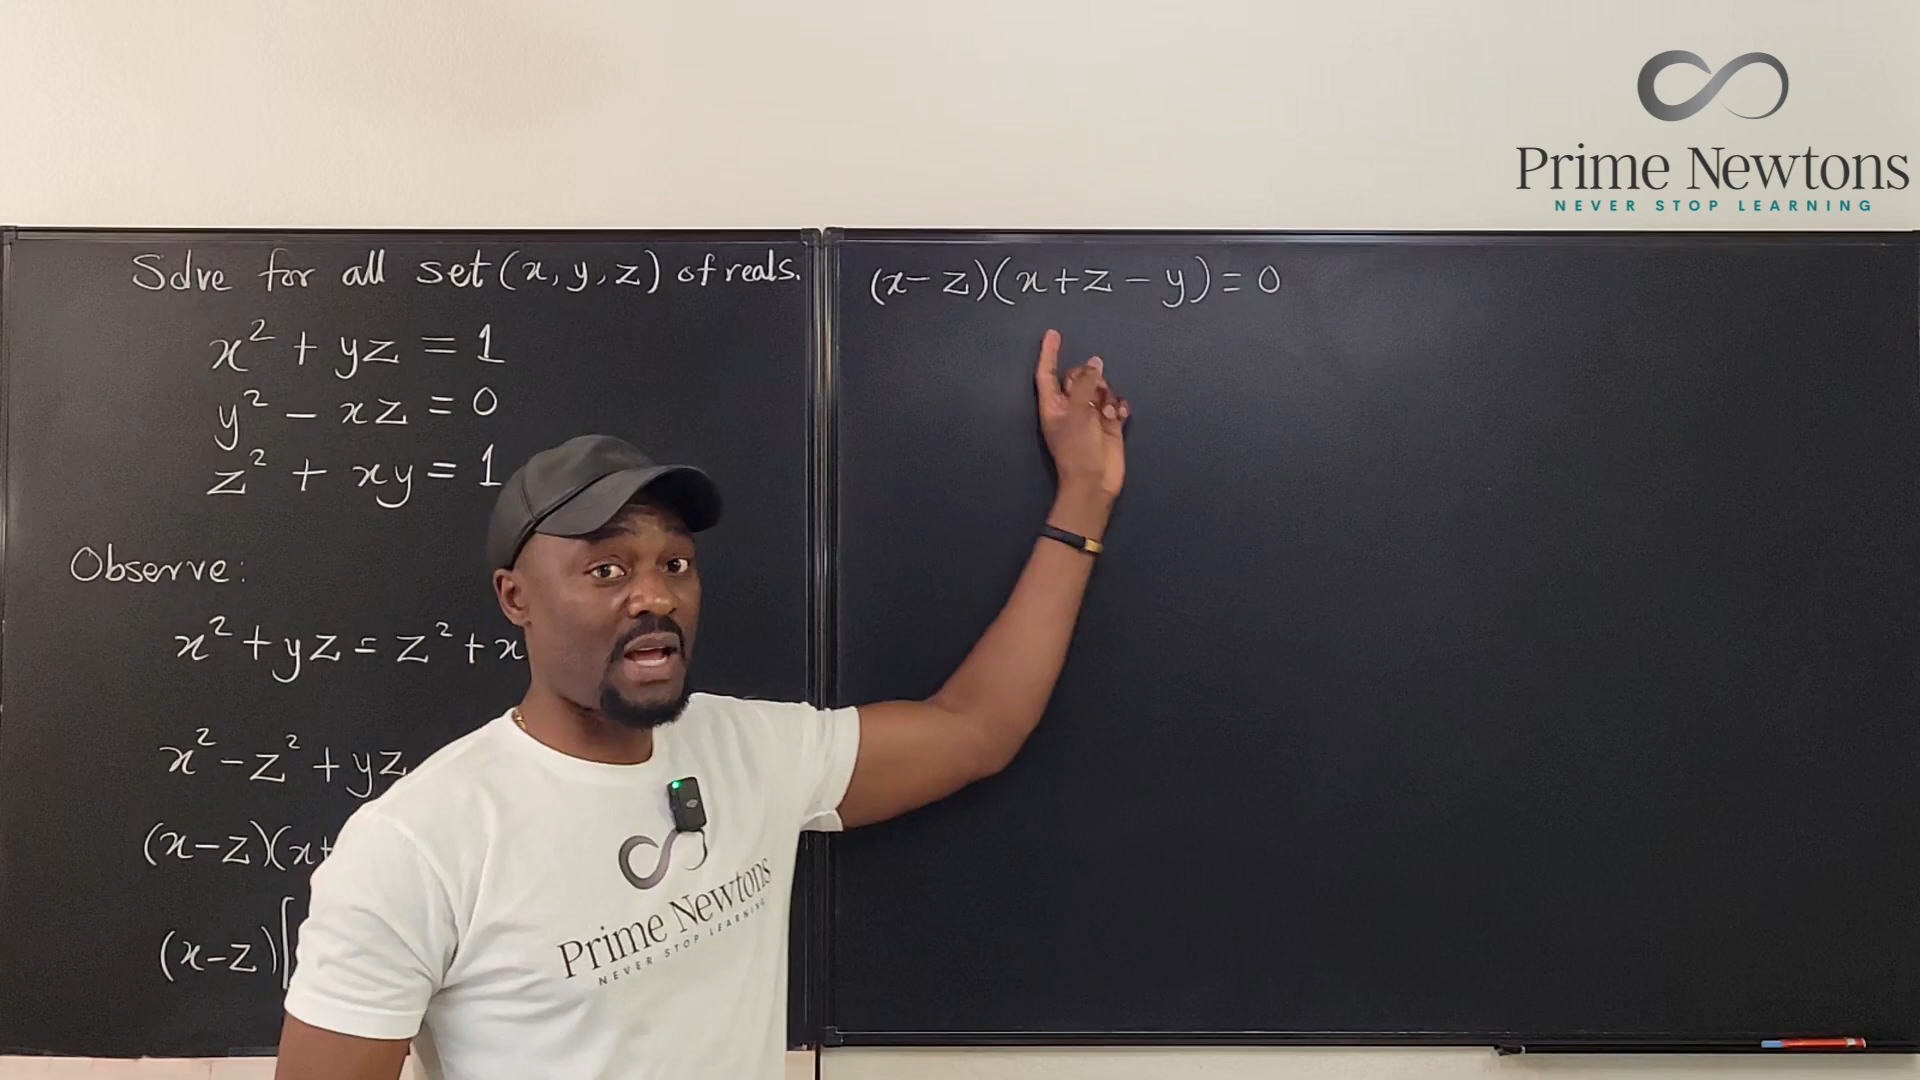 Prime Newtons
NEVER STOP LEARNING
Solve for all set (x, y, z) of reals.
x² + yz = 1
y² - xz = 0
z² + xy = 1
Observe:
x² + yz = z² + x
x² - z² + yz
(x-z)(x+
(x-z)[
(x-z)(x+z-y) = 0
Prime Newtons
NEVER STOP LEARNING